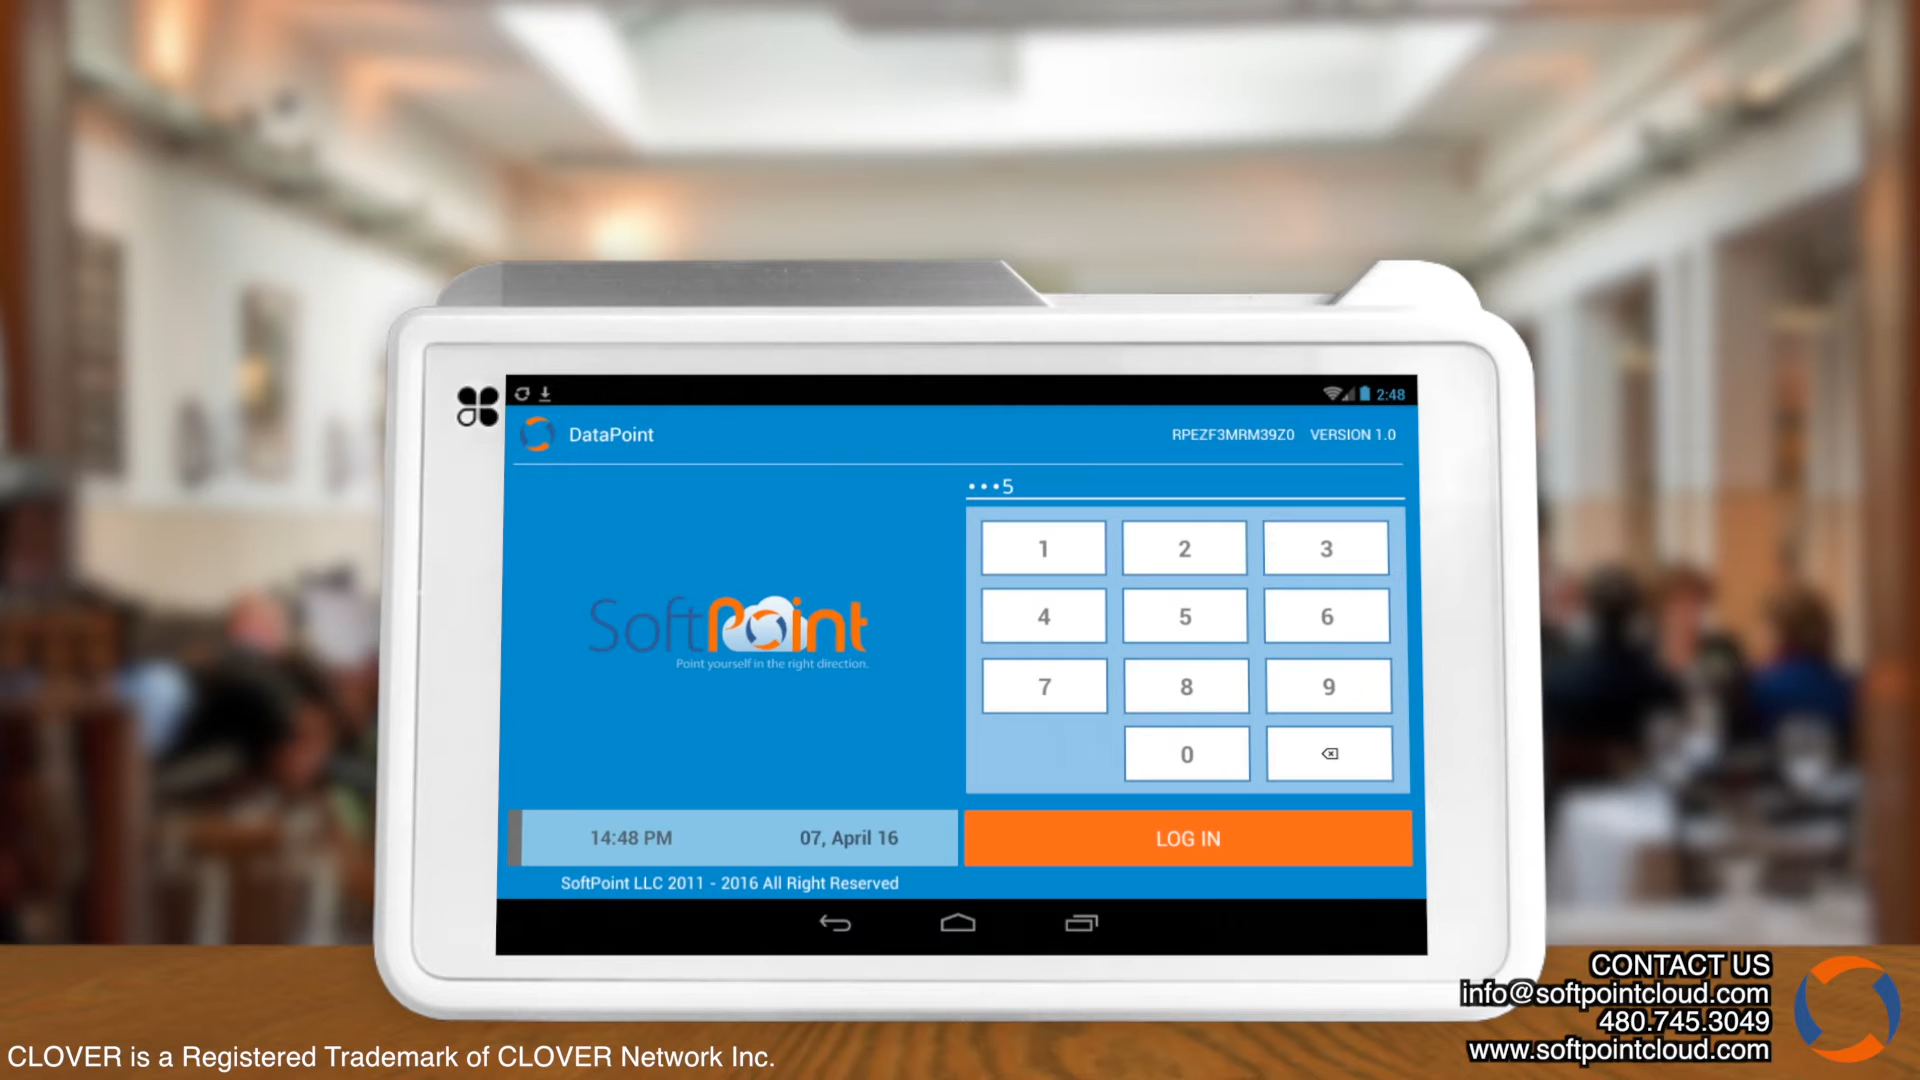 2:48
DataPoint
RPEZF3MRM39Z0 VERSION 1.0
•••5
1 2 3
4 5 6
7 8 9
0
SoftPoint
Point yourself in the right direction.
14:48 PM 07, April 16
LOG IN
SoftPoint LLC 2011 - 2016 All Right Reserved
CONTACT US
info@softpointcloud.com
480.745.3049
www.softpointcloud.com
CLOVER is a Registered Trademark of CLOVER Network Inc.